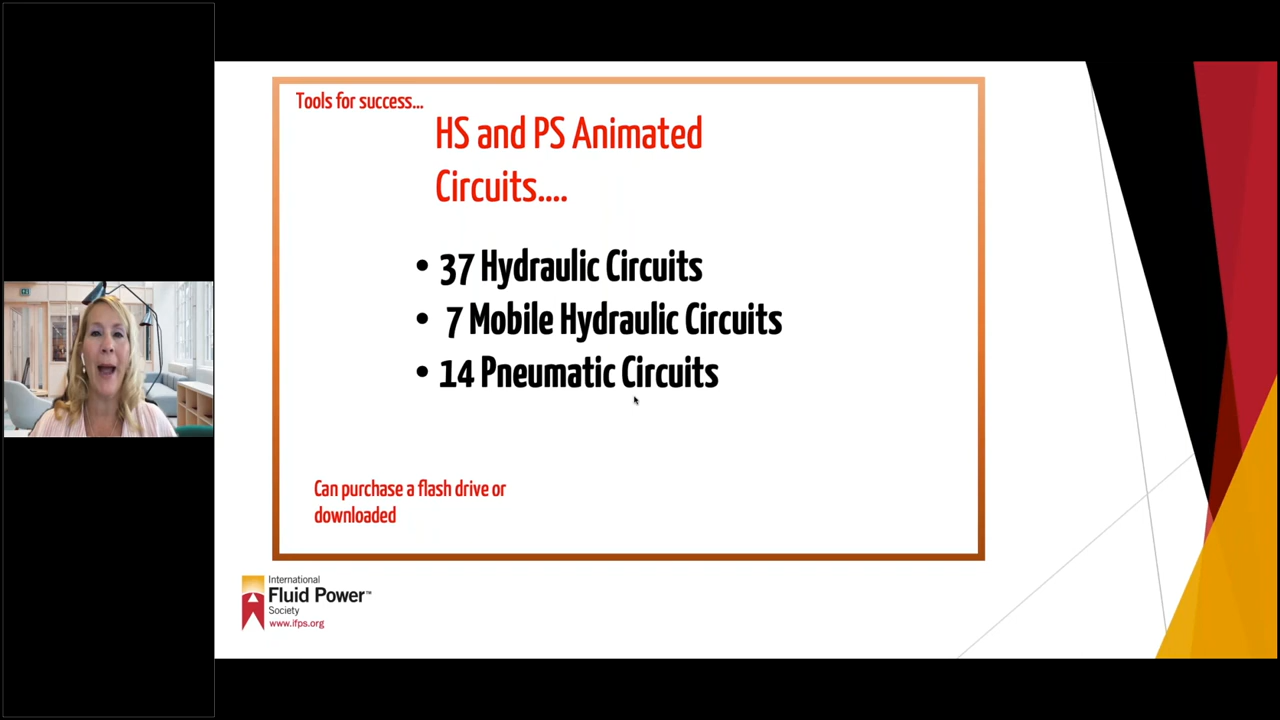 Tools for success...
HS and PS Animated
Circuits....
• 37 Hydraulic Circuits
• 7 Mobile Hydraulic Circuits
• 14 Pneumatic Circuits
Can purchase a flash drive or
downloaded
International
Fluid Power™
Society
www.ifps.org